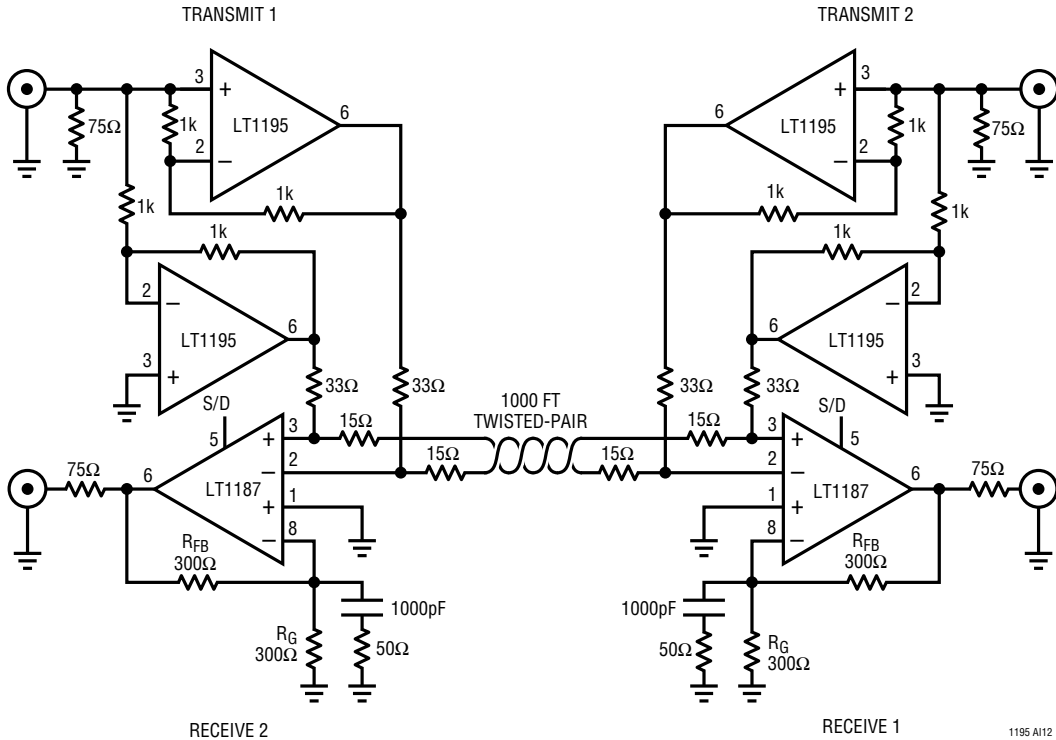 TRANSMIT 1
TRANSMIT 2
3
+
LT1195
6
2
–
75Ω
1k
1k
1k
1k
2
–
LT1195
6
3
+
33Ω
33Ω
3
+
LT1195
6
2
–
1k
75Ω
1k
1k
1k
2
–
LT1195
6
3
+
33Ω
33Ω
S/D
5
3
+
15Ω
1000 FT
TWISTED-PAIR
15Ω
3
+
S/D
5
75Ω
6
2
–
15Ω
15Ω
2
–
6
75Ω
LT1187
1
+
8
–
1
+
8
–
LT1187
RFB
300Ω
RFB
300Ω
1000pF
1000pF
RG
300Ω
50Ω
50Ω
RG
300Ω
RECEIVE 2
RECEIVE 1
1195 AI12